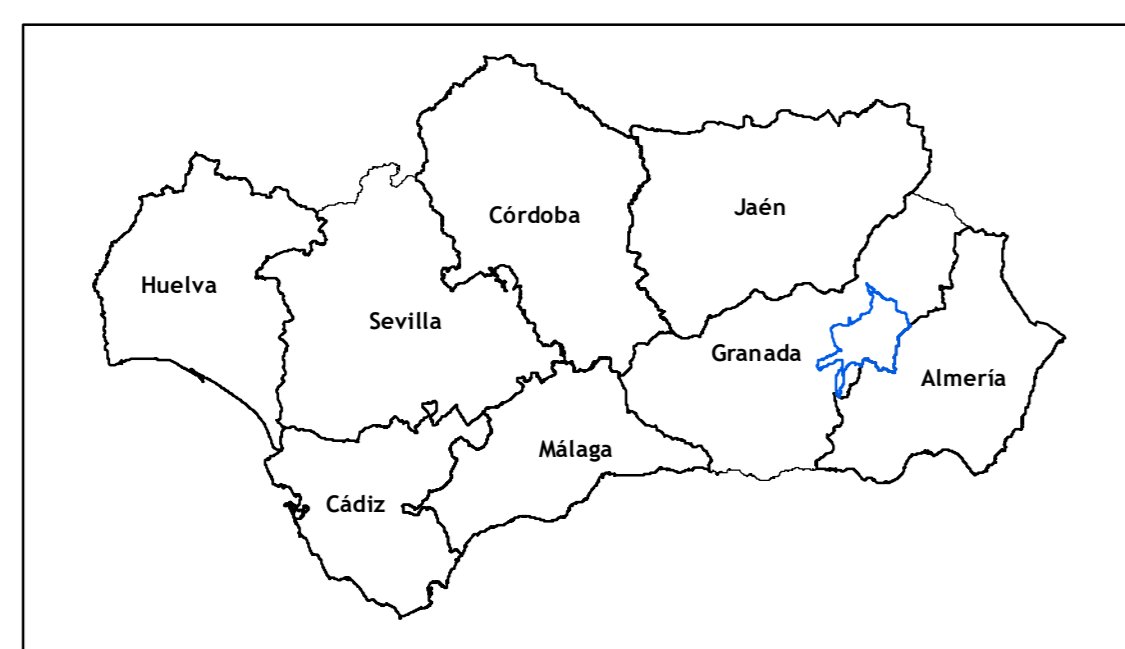 Córdoba
Jaén
Huelva
Sevilla
Granada
Almería
Málaga
Cádiz